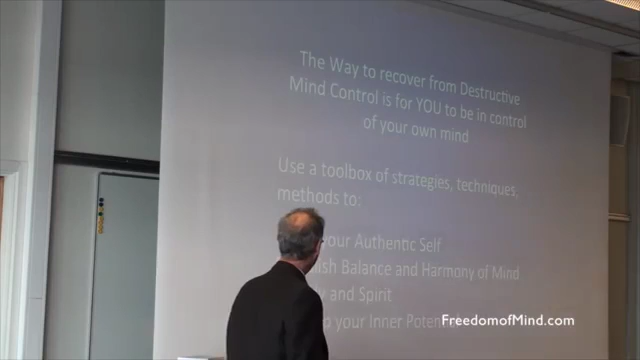 The Way to recover from Destructive
Mind Control is for YOU to be in control
of your own mind
Use a toolbox of strategies, techniques,
methods to:
your Authentic Self
Balance and Harmony of Mind
and Spirit
your Inner
FreedomofMind.com